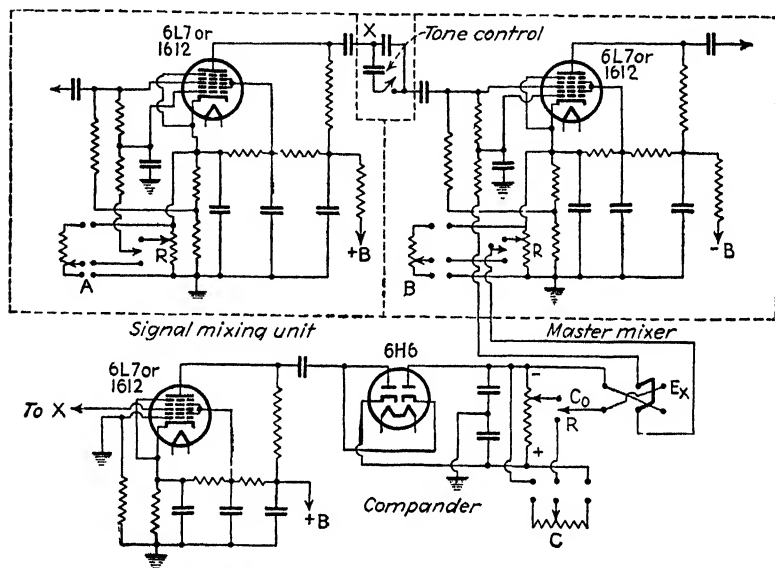 6L7 or
1612
X
Tone control
6L7 or
1612
R
+B
A
R
-B
B
Signal mixing unit
Master mixer
6L7 or
1612
6H6
To X
-
Co
R
Ex
+
+B
Compander
C